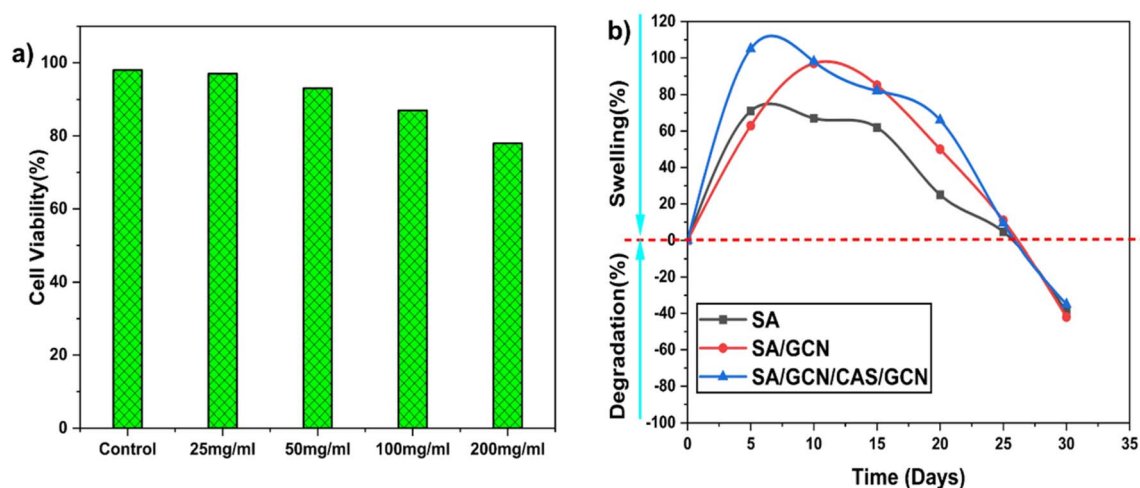 a)
Cell Viability(%)
100
80
60
40
20
0
Control 25mg/ml 50mg/ml 100mg/ml 200mg/ml
b)
Swelling(%)
Degradation(%)
120
100
80
60
40
20
0
-20
-40
-60
-80
-100
SA
SA/GCN
SA/GCN/CAS/GCN
0 5 10 15 20 25 30 35
Time (Days)